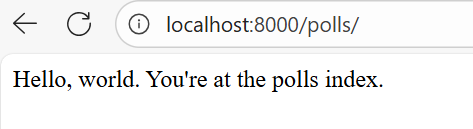 localhost:8000/polls/
Hello, world. You're at the polls index.